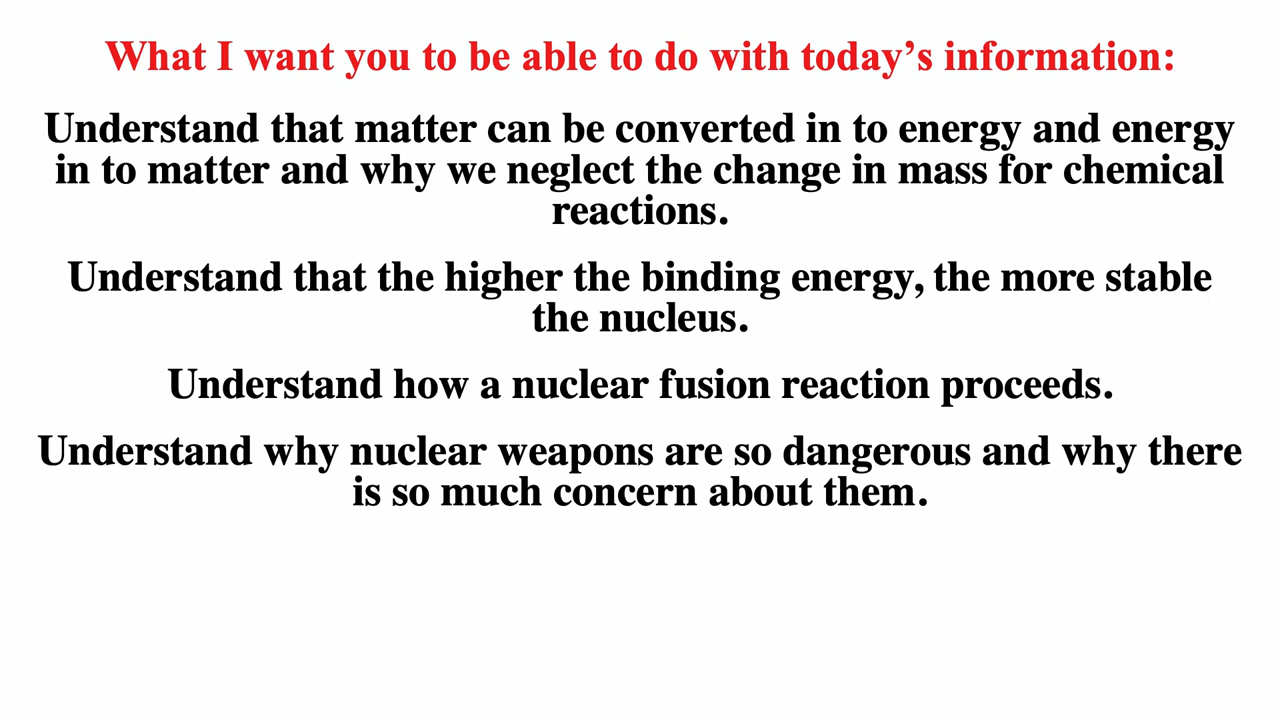 What I want you to be able to do with today’s information:
Understand that matter can be converted in to energy and energy
in to matter and why we neglect the change in mass for chemical
reactions.
Understand that the higher the binding energy, the more stable
the nucleus.
Understand how a nuclear fusion reaction proceeds.
Understand why nuclear weapons are so dangerous and why there
is so much concern about them.